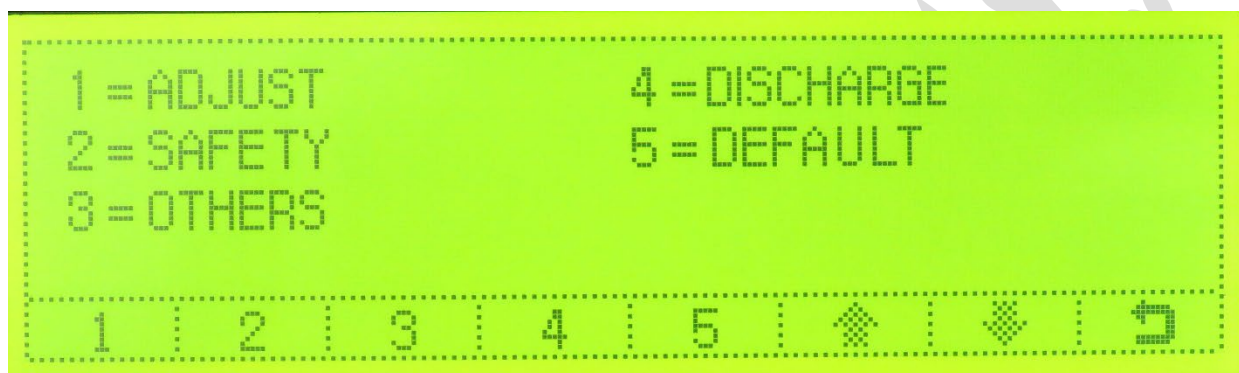 1=ADJUST
2=SAFETY
3=OTHERS
4=DISCHARGE
5=DEFAULT
1 2 3 4 5